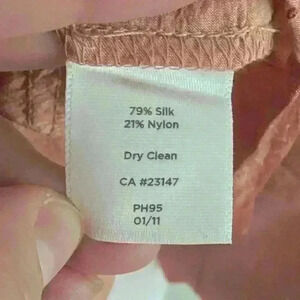 79% Silk
21% Nylon
Dry Clean
CA #23147
PH95
01/11